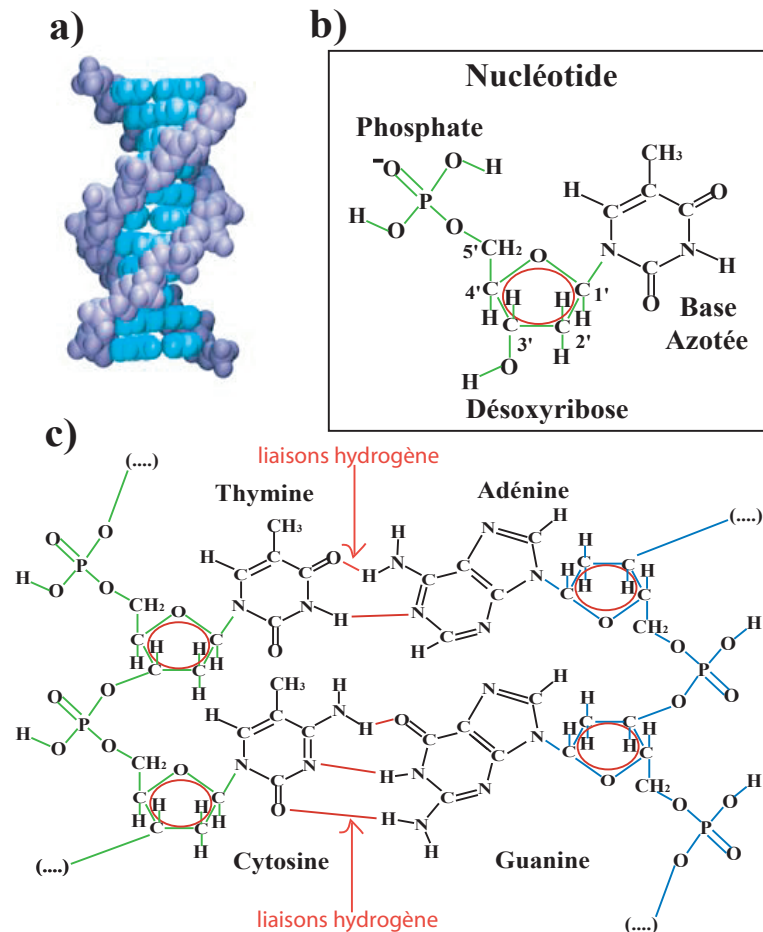 a)
b)
Nucléotide
Phosphate
O
H
CH₃
-O
P
H
O
H
O
O
5'
CH₂
O
N
N
H
4'
C
C
1'
C
O
H
H
H
H
C
C
3'
2'
H
H
O
Base
Azotée
Désoxyribose
c)
liaisons hydrogène
(....)
Thymine
Adénine
(....)
CH₃
O
H
N
H
N
N
C
H
O
P
O
H
O
O
CH₂
O
N
C
O
N
H
N
N
C
H
N
C
C
H
H
O
CH₂
O
P
O
H
O
O
CH₃
H
N
H
O
N
C
H
O
P
O
H
O
O
CH₂
O
N
C
O
N
H
N
N
C
N
H
H
N
C
C
H
H
O
CH₂
O
P
O
H
O
O
(....)
Cytosine
Guanine
liaisons hydrogène
(....)